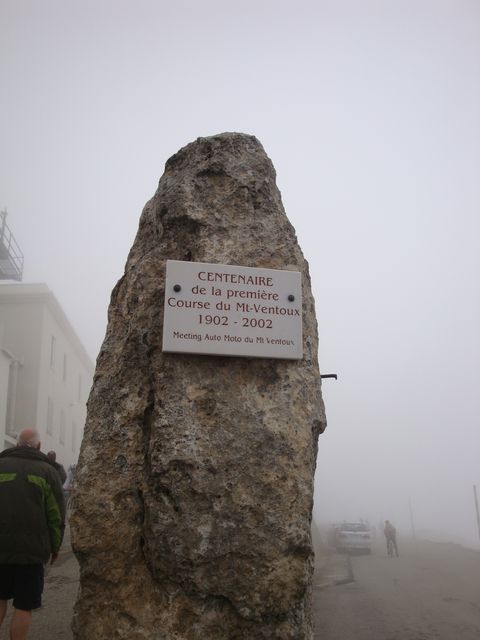 CENTENAIRE
de la première
Course du Mt-Ventoux
1902 - 2002
Meeting Auto Moto du Mt Ventoux